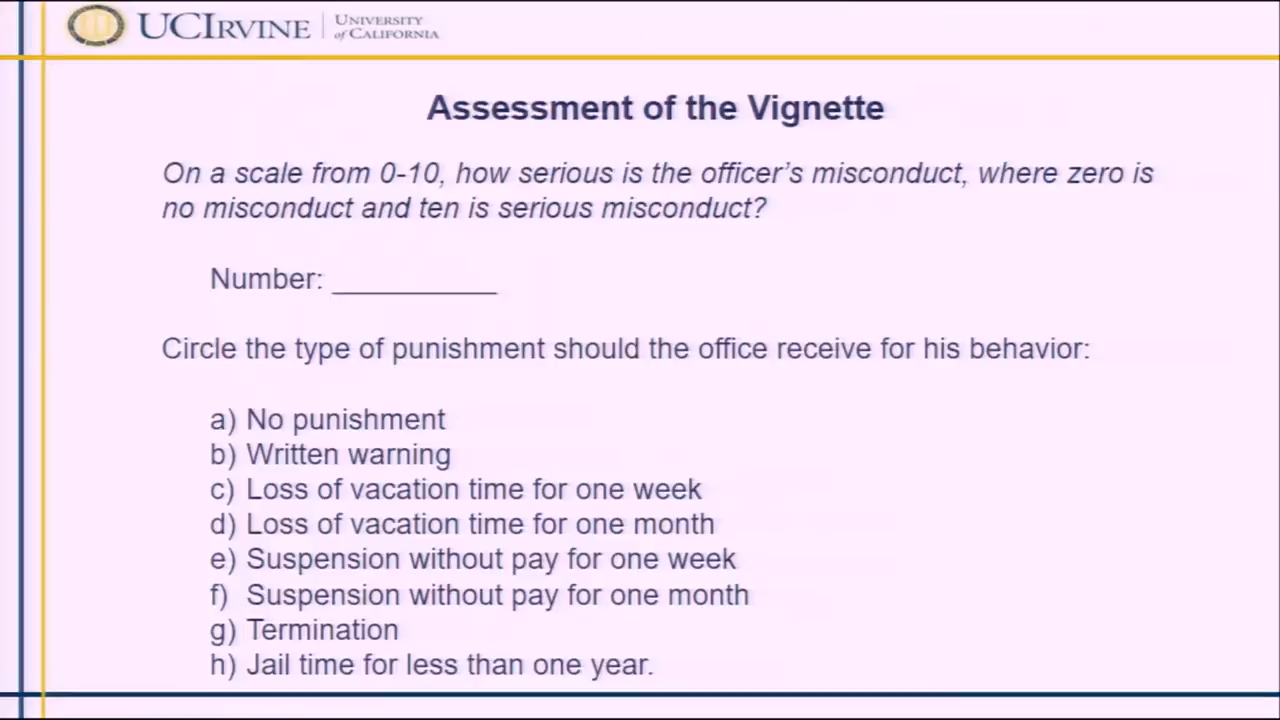 UCIRVINE
UNIVERSITY
of CALIFORNIA
Assessment of the Vignette
On a scale from 0-10, how serious is the officer's misconduct, where zero is
no misconduct and ten is serious misconduct?
Number: __________
Circle the type of punishment should the office receive for his behavior:
a) No punishment
b) Written warning
c) Loss of vacation time for one week
d) Loss of vacation time for one month
e) Suspension without pay for one week
f) Suspension without pay for one month
g) Termination
h) Jail time for less than one year.